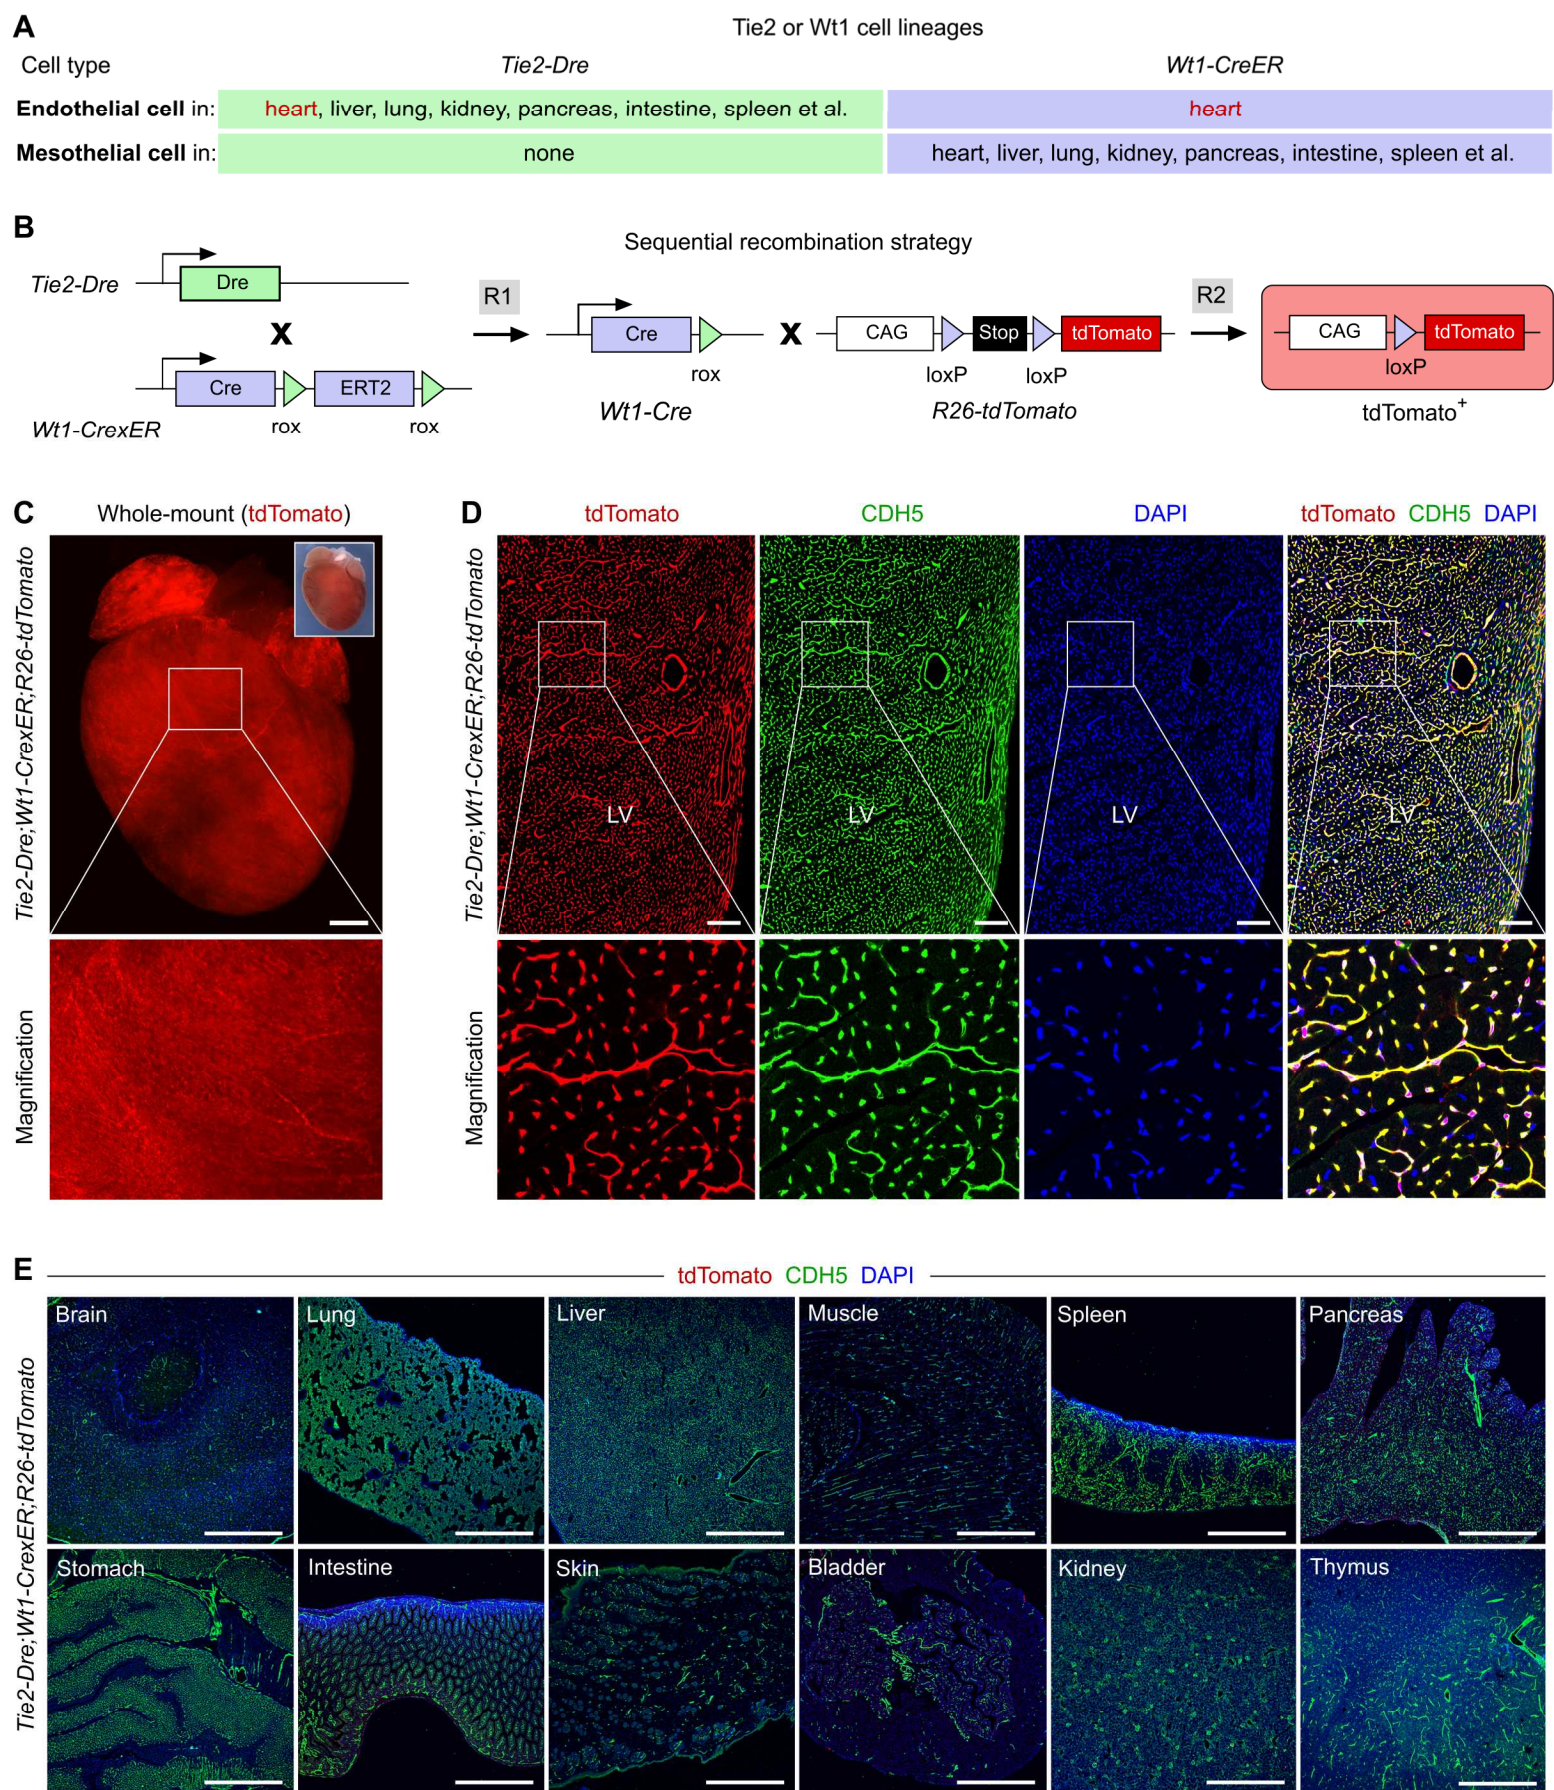 A
Tie2 or Wt1 cell lineages
Cell type
Tie2-Dre
Wt1-CreER
Endothelial cell in:
heart, liver, lung, kidney, pancreas, intestine, spleen et al.
heart
Mesothelial cell in:
none
heart, liver, lung, kidney, pancreas, intestine, spleen et al.
B
Sequential recombination strategy
Tie2-Dre
Dre
X
Cre
ERT2
rox
rox
Wt1-CrexER
R1
Cre
rox
Wt1-Cre
X
CAG
Stop
tdTomato
loxP
loxP
R26-tdTomato
R2
CAG
tdTomato
loxP
tdTomato+
C
Whole-mount (tdTomato)
Tie2-Dre;Wt1-CrexER;R26-tdTomato
Magnification
D
tdTomato
CDH5
DAPI
tdTomato CDH5 DAPI
Tie2-Dre;Wt1-CrexER;R26-tdTomato
LV
LV
LV
LV
Magnification
E
tdTomato CDH5 DAPI
Tie2-Dre;Wt1-CrexER;R26-tdTomato
Brain
Lung
Liver
Muscle
Spleen
Pancreas
Stomach
Intestine
Skin
Bladder
Kidney
Thymus